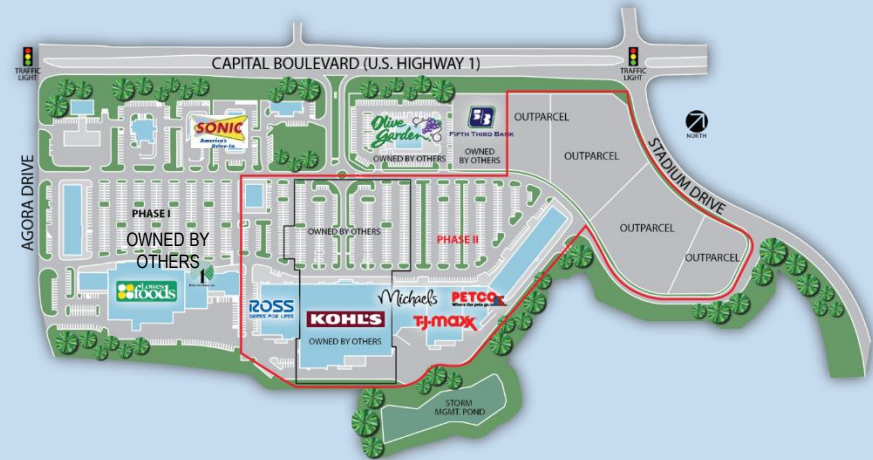 CAPITAL BOULEVARD (U.S. HIGHWAY 1)
TRAFFIC
LIGHT
TRAFFIC
LIGHT
SONIC
America's
Drive-In
Olive
Garden
OWNED BY OTHERS
FIFTH THIRD BANK
OWNED
BY OTHERS
OUTPARCEL
OUTPARCEL
OUTPARCEL
OUTPARCEL
NORTH
STADIUM DRIVE
AGORA DRIVE
PHASE I
OWNED BY
OTHERS
OWNED BY OTHERS
PHASE II
Lowes
foods
ROSS
DRESS FOR LESS
KOHL'S
OWNED BY OTHERS
Michaels
PETCO
T·J·maxx
STORM
MGMT. POND